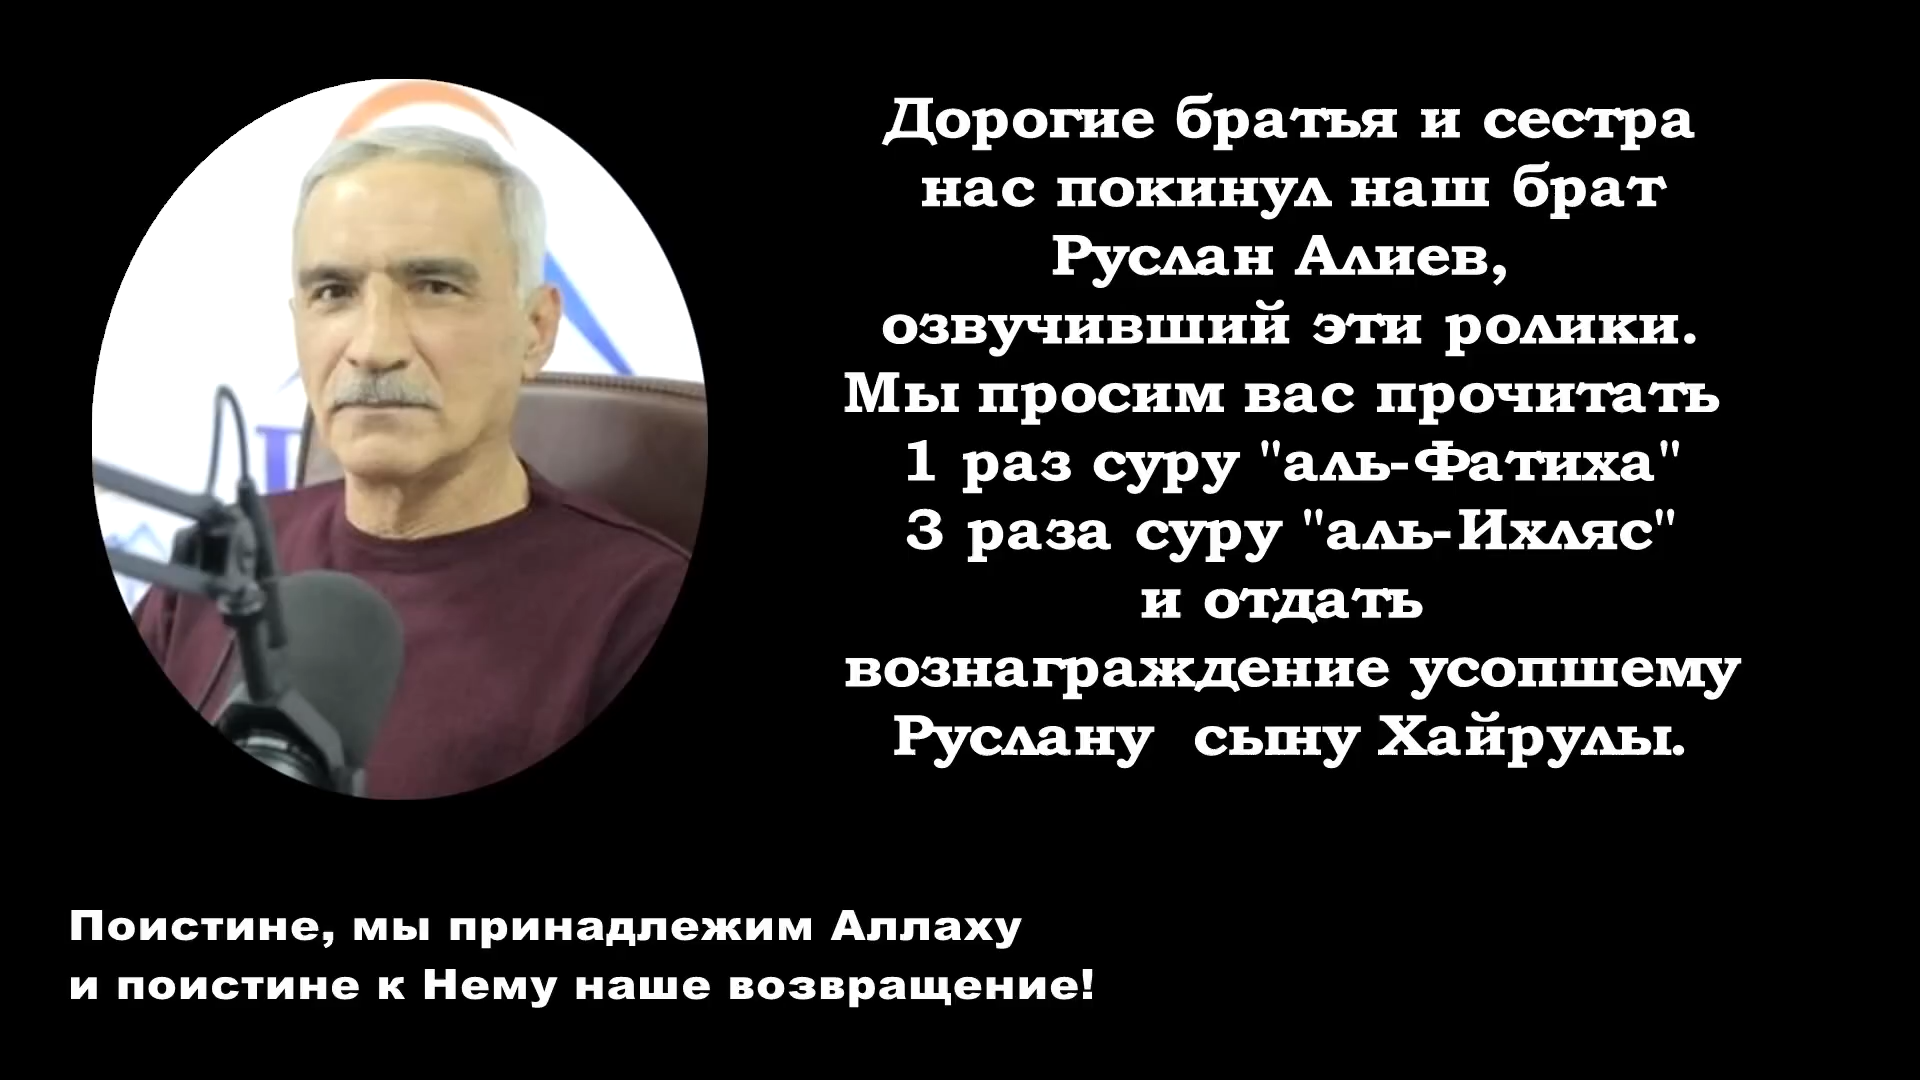 Дорогие братья и сестра
нас покинул наш брат
Руслан Алиев,
озвучивший эти ролики.
Мы просим вас прочитать
1 раз суру "аль-Фатиха"
3 раза суру "аль-Ихляс"
и отдать
вознаграждение усопшему
Руслану сыну Хайрулы.
Поистине, мы принадлежим Аллаху
и поистине к Нему наше возвращение!